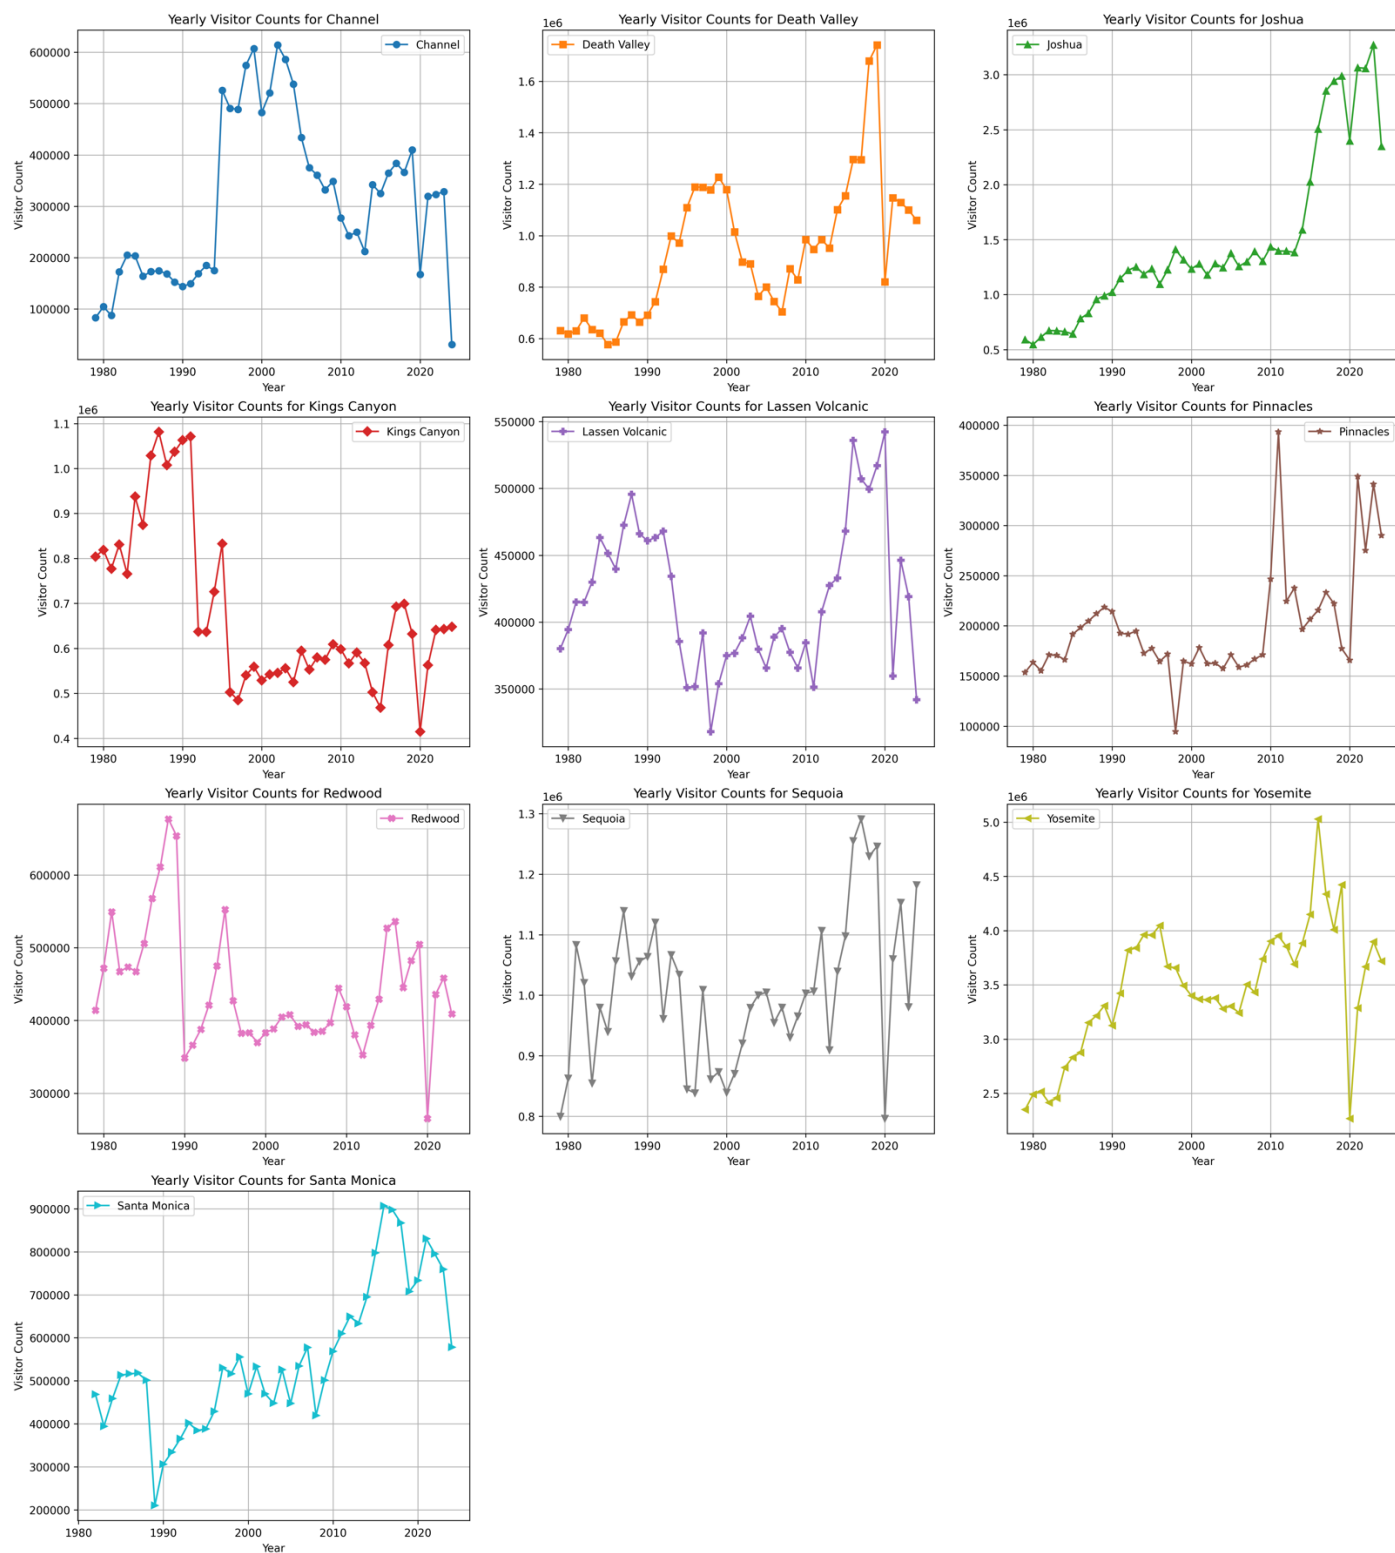 Yearly Visitor Counts for Channel
Channel
600000
500000
400000
300000
200000
100000
1980
1990
2000
2010
2020
Visitor Count
Year
Yearly Visitor Counts for Death Valley
1e6
Death Valley
1.6
1.4
1.2
1.0
0.8
0.6
1980
1990
2000
2010
2020
Visitor Count
Year
Yearly Visitor Counts for Joshua
1e6
Joshua
3.0
2.5
2.0
1.5
1.0
0.5
1980
1990
2000
2010
2020
Visitor Count
Year
Yearly Visitor Counts for Kings Canyon
1e6
Kings Canyon
1.1
1.0
0.9
0.8
0.7
0.6
0.5
0.4
1980
1990
2000
2010
2020
Visitor Count
Year
Yearly Visitor Counts for Lassen Volcanic
Lassen Volcanic
550000
500000
450000
400000
350000
1980
1990
2000
2010
2020
Visitor Count
Year
Yearly Visitor Counts for Pinnacles
Pinnacles
400000
350000
300000
250000
200000
150000
100000
1980
1990
2000
2010
2020
Visitor Count
Year
Yearly Visitor Counts for Redwood
Redwood
600000
500000
400000
300000
1980
1990
2000
2010
2020
Visitor Count
Year
Yearly Visitor Counts for Sequoia
1e6
Sequoia
1.3
1.2
1.1
1.0
0.9
0.8
1980
1990
2000
2010
2020
Visitor Count
Year
Yearly Visitor Counts for Yosemite
1e6
Yosemite
5.0
4.5
4.0
3.5
3.0
2.5
1980
1990
2000
2010
2020
Visitor Count
Year
Yearly Visitor Counts for Santa Monica
Santa Monica
900000
800000
700000
600000
500000
400000
300000
200000
1980
1990
2000
2010
2020
Visitor Count
Year